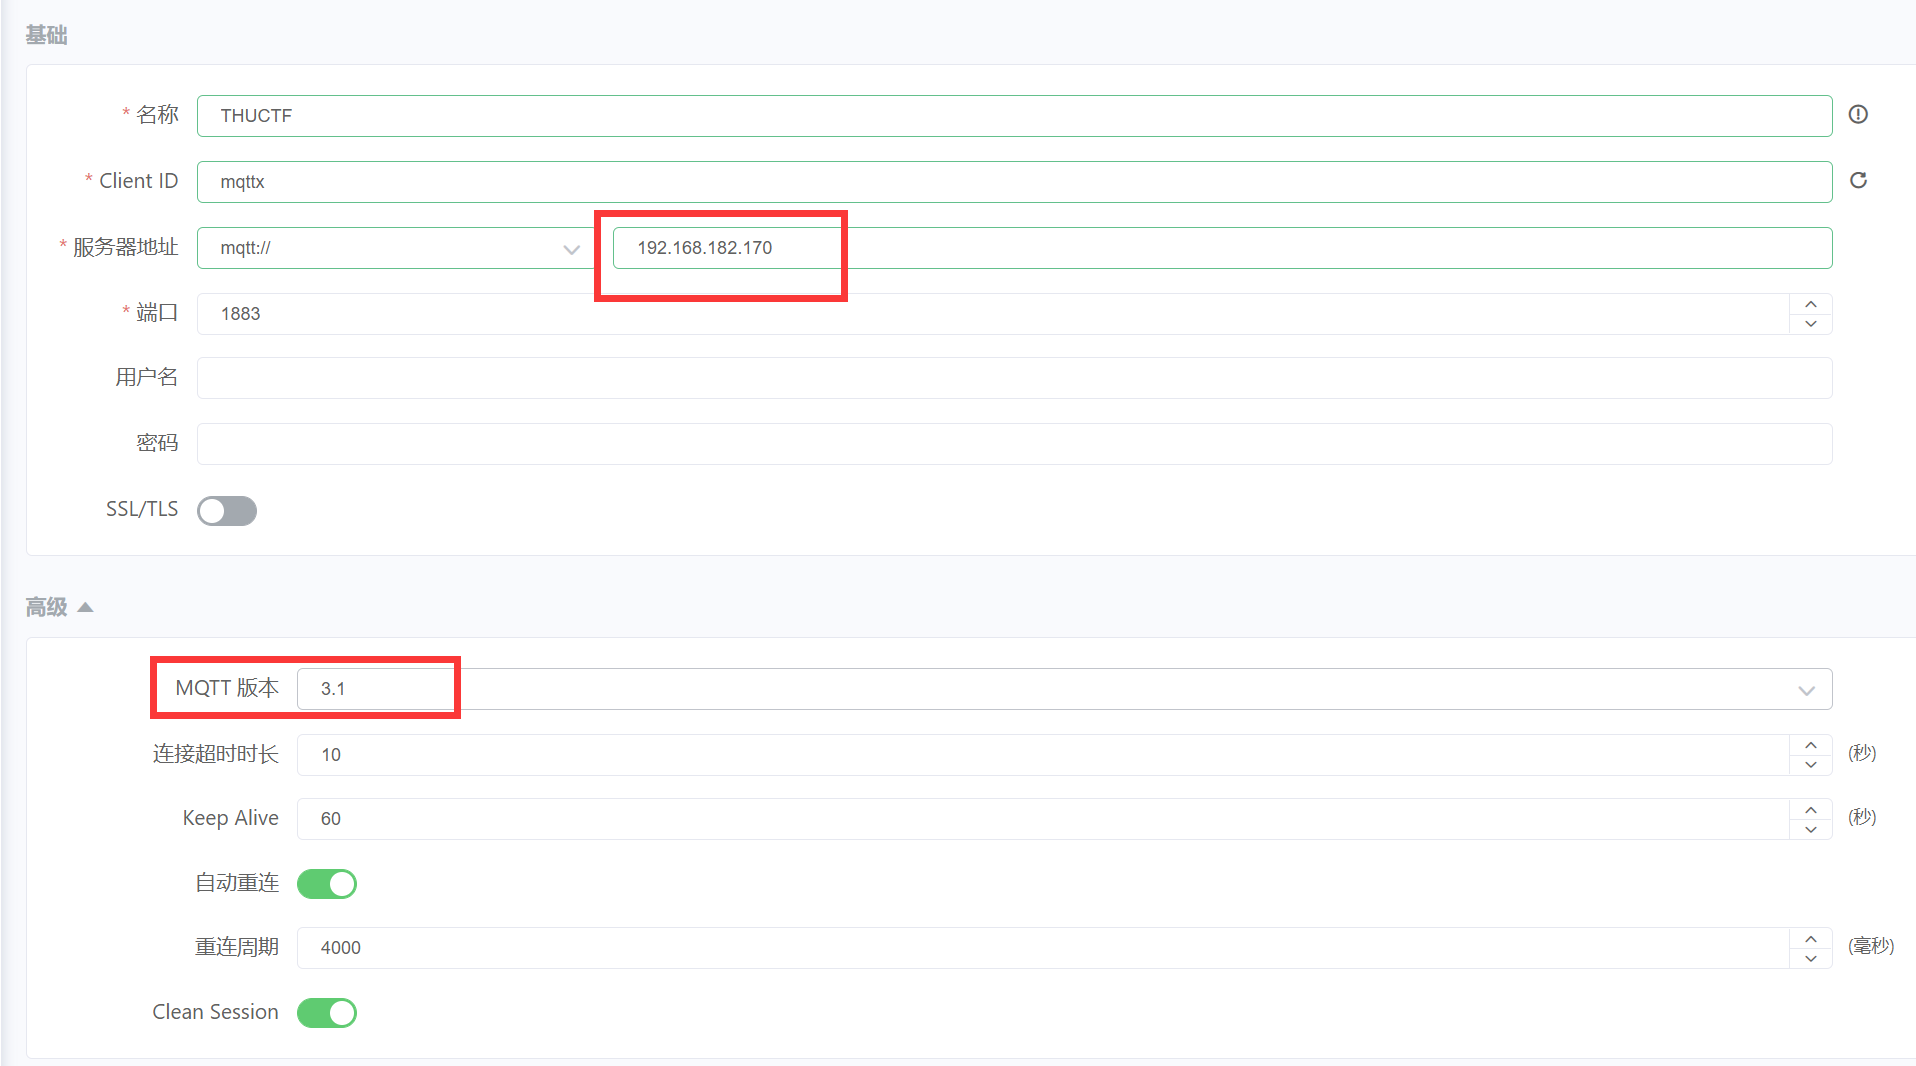 基础
* 名称 THUCTF
* Client ID mqttx
* 服务器地址 mqtt:// 192.168.182.170
* 端口 1883
用户名
密码
SSL/TLS
高级
MQTT 版本 3.1
连接超时时长 10 (秒)
Keep Alive 60 (秒)
自动重连
重连周期 4000 (毫秒)
Clean Session